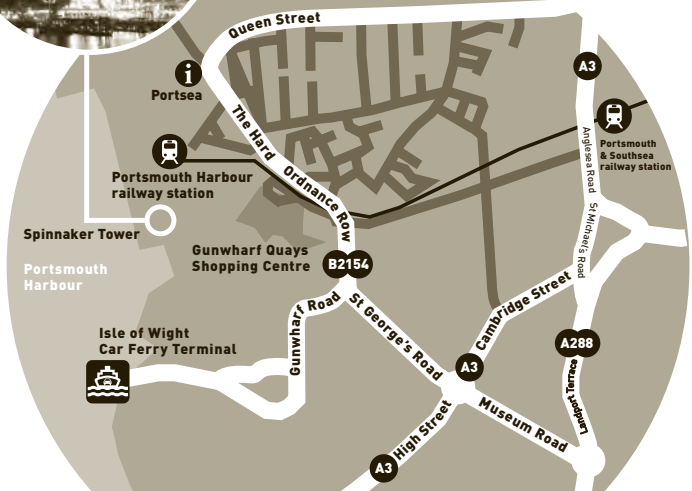 Queen Street
A3
i
Portsea
The Hard
Portsmouth
& Southsea
railway station
Anglesea Road
Portsmouth Harbour
railway station
Ordnance Row
St Michael's Road
Spinnaker Tower
Gunwharf Quays
Shopping Centre
B2154
Portsmouth
Harbour
Gunwharf Road
St George's Road
Cambridge Street
Isle of Wight
Car Ferry Terminal
A288
A3
Landport Terrace
High Street
Museum Road
A3